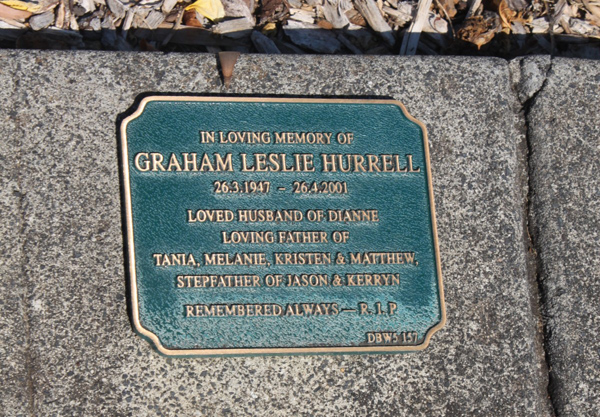 IN LOVING MEMORY OF
GRAHAM LESLIE HURRELL
26.3.1947 ~ 26.4.2001
LOVED HUSBAND OF DIANNE
LOVING FATHER OF
TANIA, MELANIE, KRISTEN & MATTHEW,
STEPFATHER OF JASON & KERRYN
REMEMBERED ALWAYS — R. I. P.
DBW5 157